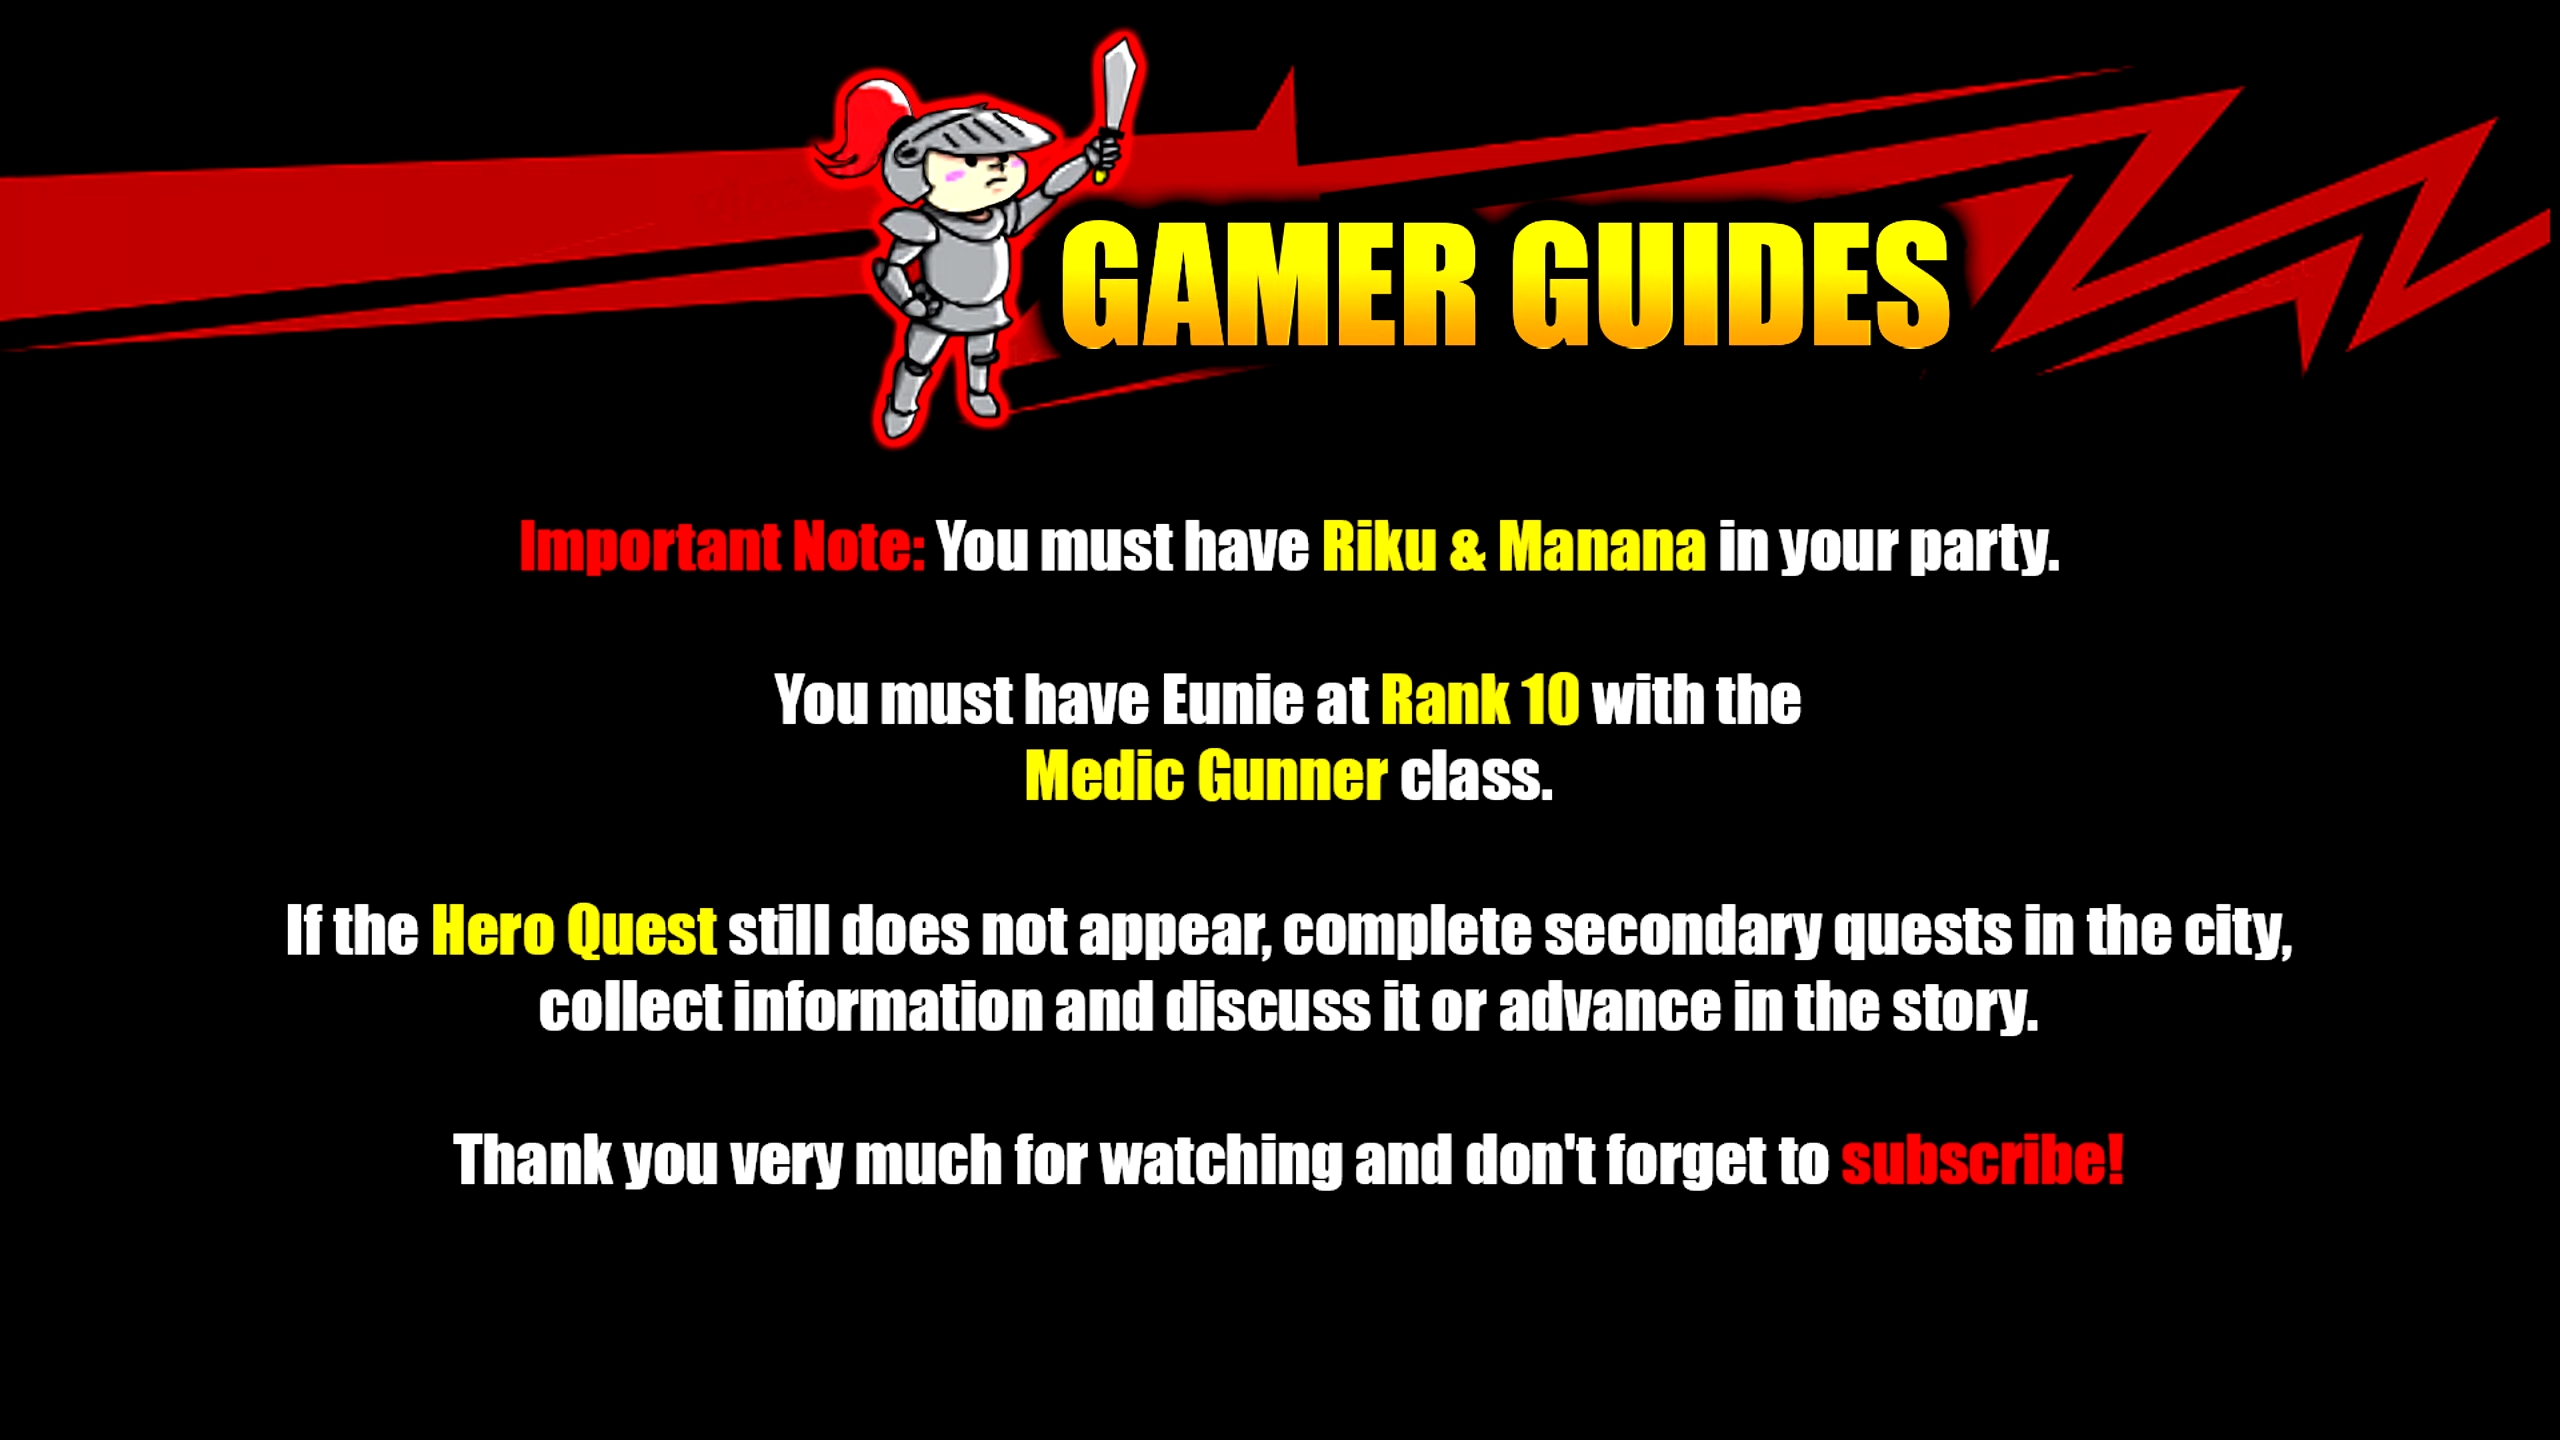 GAMER GUIDES
Important Note: You must have Riku & Manana in your party.
You must have Eunie at Rank 10 with the
Medic Gunner class.
If the Hero Quest still does not appear, complete secondary quests in the city,
collect information and discuss it or advance in the story.
Thank you very much for watching and don't forget to subscribe!